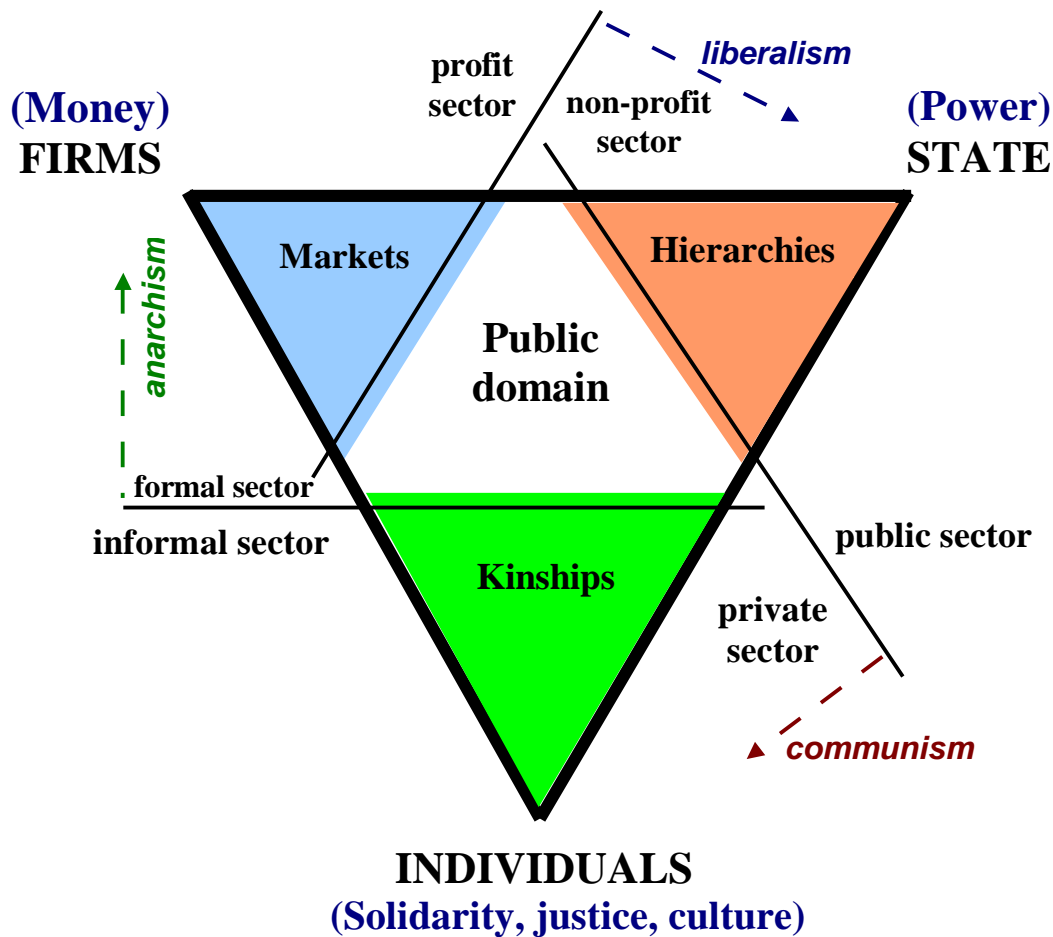 profit
sector
liberalism
non-profit
sector
(Money)
FIRMS
(Power)
STATE
Markets
Hierarchies
anarchism
Public
domain
formal sector
informal sector
public sector
Kinships
private
sector
communism
INDIVIDUALS
(Solidarity, justice, culture)